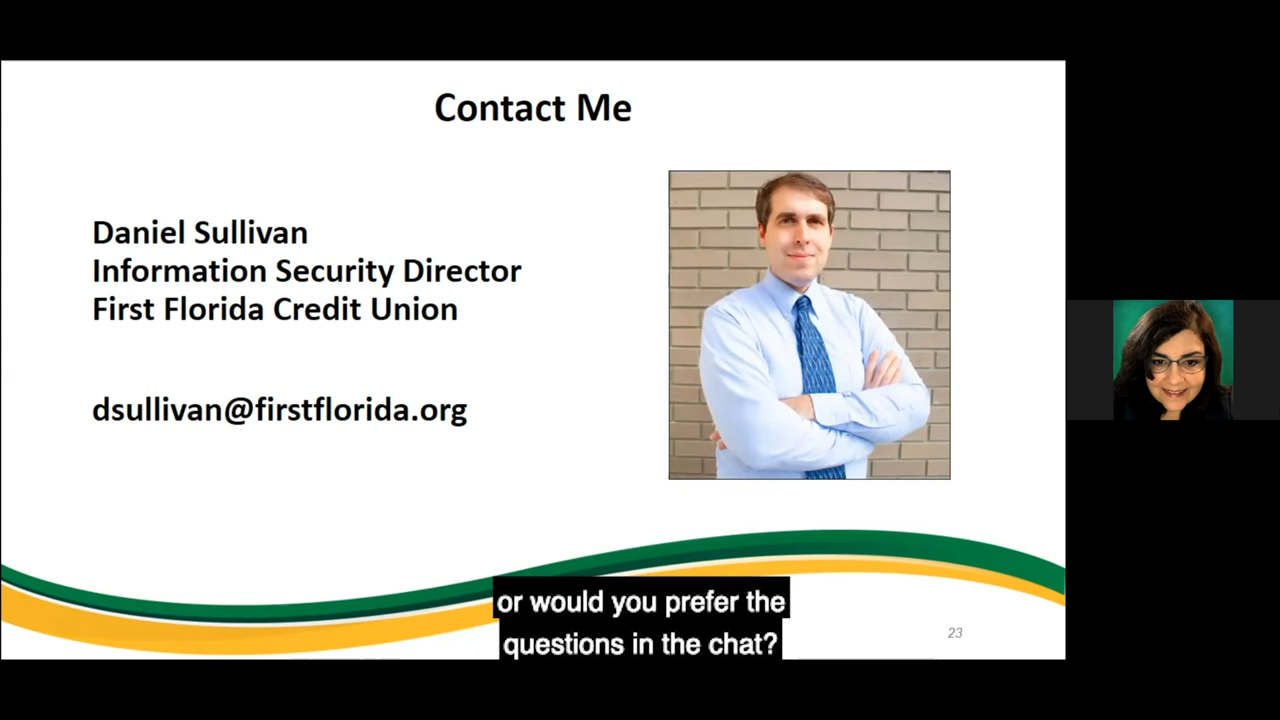 Contact Me
Daniel Sullivan
Information Security Director
First Florida Credit Union
dsullivan@firstflorida.org
or would you prefer the
questions in the chat?
23